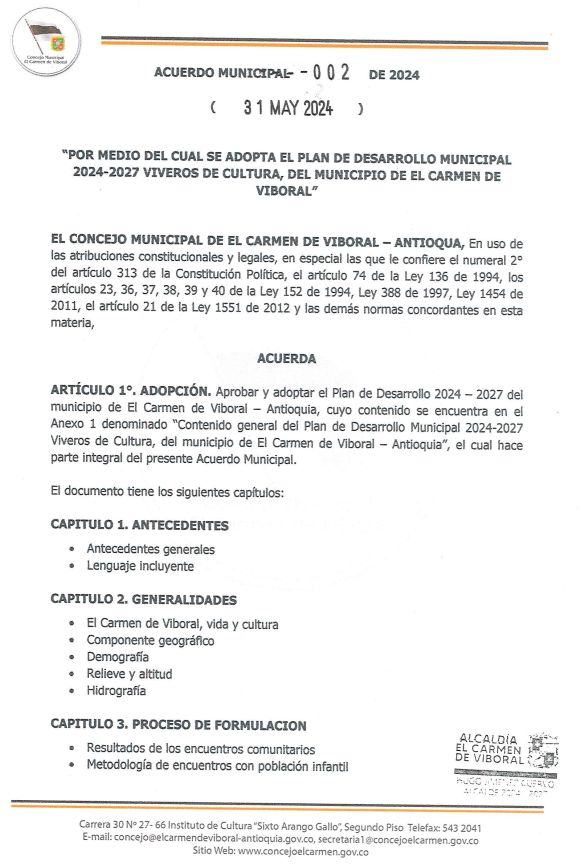 Concejo Municipal
El Carmen de Viboral
ACUERDO MUNICIPAL- -002 DE 2024
( 31 MAY 2024 )
“POR MEDIO DEL CUAL SE ADOPTA EL PLAN DE DESARROLLO MUNICIPAL
2024-2027 VIVEROS DE CULTURA, DEL MUNICIPIO DE EL CARMEN DE
VIBORAL”
EL CONCEJO MUNICIPAL DE EL CARMEN DE VIBORAL – ANTIOQUA, En uso de
las atribuciones constitucionales y legales, en especial las que le confiere el numeral 2°
del artículo 313 de la Constitución Política, el artículo 74 de la Ley 136 de 1994, los
artículos 23, 36, 37, 38, 39 y 40 de la Ley 152 de 1994, Ley 388 de 1997, Ley 1454 de
2011, el artículo 21 de la Ley 1551 de 2012 y las demás normas concordantes en esta
materia,
ACUERDA
ARTÍCULO 1°. ADOPCIÓN. Aprobar y adoptar el Plan de Desarrollo 2024 – 2027 del
municipio de El Carmen de Viboral – Antioquia, cuyo contenido se encuentra en el
Anexo 1 denominado “Contenido general del Plan de Desarrollo Municipal 2024-2027
Viveros de Cultura, del municipio de El Carmen de Viboral – Antioquia”, el cual hace
parte integral del presente Acuerdo Municipal.
El documento tiene los siguientes capítulos:
CAPITULO 1. ANTECEDENTES
• Antecedentes generales
• Lenguaje incluyente
CAPITULO 2. GENERALIDADES
• El Carmen de Viboral, vida y cultura
• Componente geográfico
• Demografía
• Relieve y altitud
• Hidrografía
CAPITULO 3. PROCESO DE FORMULACION
• Resultados de los encuentros comunitarios
• Metodología de encuentros con población infantil
ALCALDÍA
EL CARMEN
DE VIBORAL
Carrera 30 Nº 27- 66 Instituto de Cultura “Sixto Arango Gallo”, Segundo Piso Telefax: 543 2041
E-mail: concejo@elcarmendeviboral-antioquia.gov.co, secretaria1@concejoelcarmen.gov.co
Sitio Web: www.concejoelcarmen.gov.co